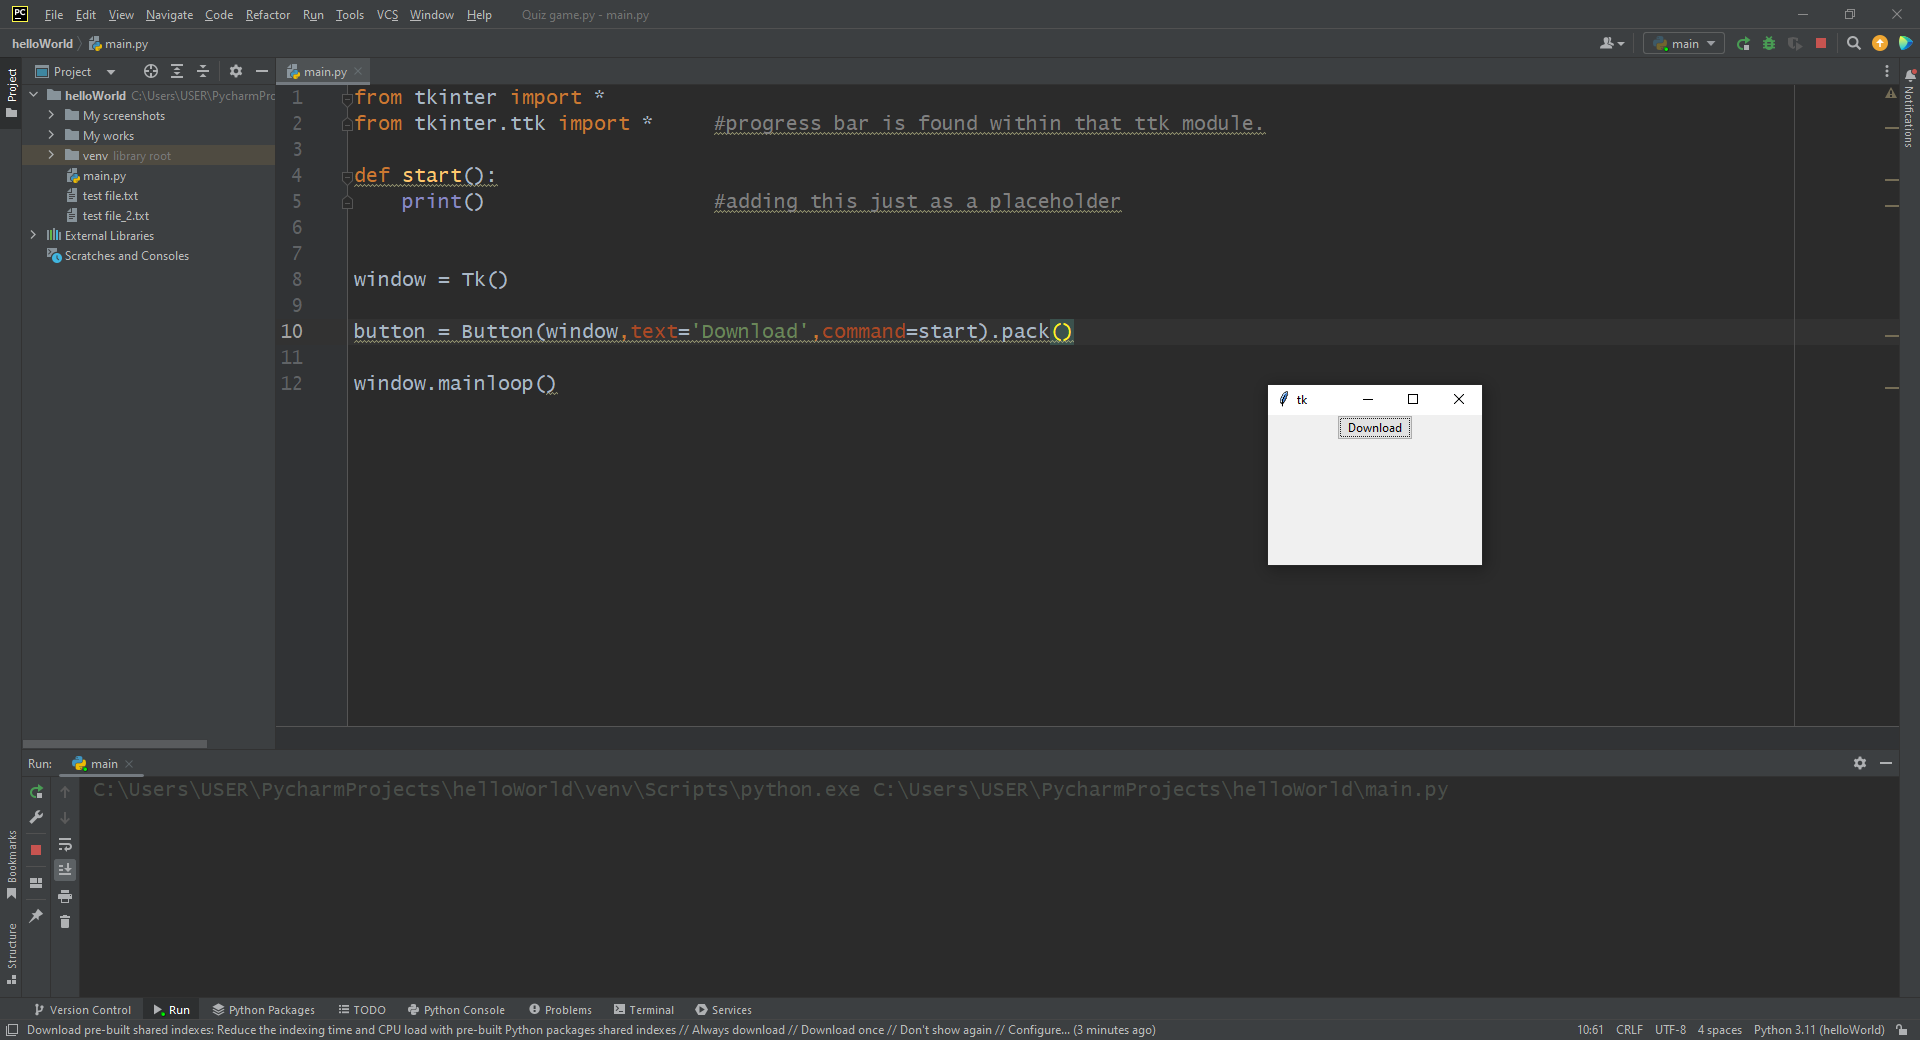 PC File Edit View Navigate Code Refactor Run Tools VCS Window Help Quiz game.py - main.py
helloWorld main.py main
Project main.py
Project
Notifications
helloWorld C:\Users\USER\PycharmPro
My screenshots
My works
venv library root
main.py
test file.txt
test file_2.txt
External Libraries
Scratches and Consoles
1 from tkinter import *
2 from tkinter.ttk import * #progress bar is found within that ttk module.
3
4 def start():
5 print() #adding this just as a placeholder
6
7
8 window = Tk()
9
10 button = Button(window,text='Download',command=start).pack()
11
12 window.mainloop()
tk
Download
Run: main
C:\Users\USER\PycharmProjects\helloWorld\venv\Scripts\python.exe C:\Users\USER\PycharmProjects\helloWorld\main.py
Bookmarks
Structure
Version Control Run Python Packages TODO Python Console Problems Terminal Services
Download pre-built shared indexes: Reduce the indexing time and CPU load with pre-built Python packages shared indexes // Always download // Download once // Don't show again // Configure... (3 minutes ago) 10:61 CRLF UTF-8 4 spaces Python 3.11 (helloWorld)